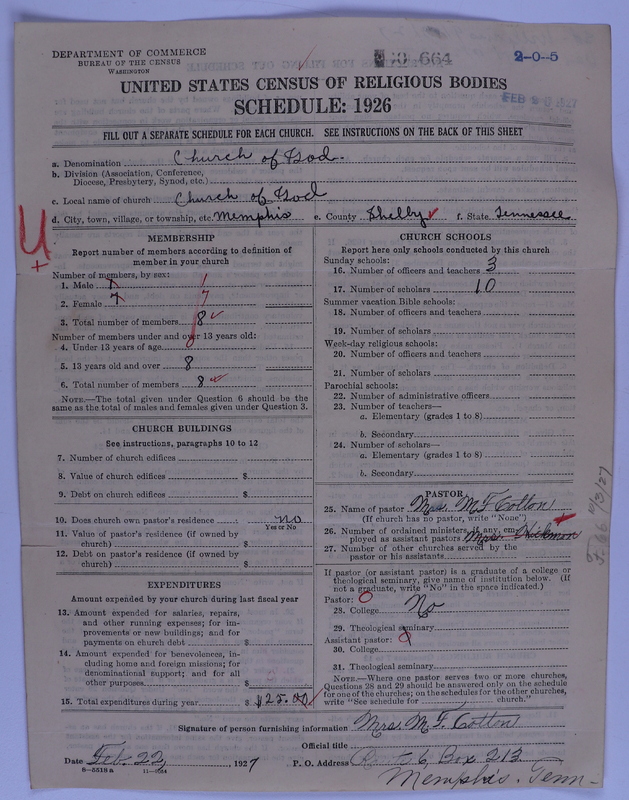 DEPARTMENT OF COMMERCE
BUREAU OF THE CENSUS
WASHINGTON
664
2-0-5
UNITED STATES CENSUS OF RELIGIOUS BODIES
SCHEDULE: 1926
FEB 2 1927
FILL OUT A SEPARATE SCHEDULE FOR EACH CHURCH. SEE INSTRUCTIONS ON THE BACK OF THIS SHEET
a. Denomination Church of God.
b. Division (Association, Conference,
Diocese, Presbytery, Synod, etc.)
c. Local name of church Church of God
d. City, town, village, or township, etc. Memphis e. County Shelby f. State Tennessee
U
+
MEMBERSHIP
Report number of members according to definition of
member in your church
Number of members, by sex:
1. Male 1
2. Female 7 7
3. Total number of members 8
Number of members under and over 13 years old:
4. Under 13 years of age
5. 13 years old and over 8
6. Total number of members 8
NOTE.—The total given under Question 6 should be
the same as the total of males and females given under Question 3.
CHURCH BUILDINGS
See instructions, paragraphs 10 to 12
7. Number of church edifices
8. Value of church edifices $
9. Debt on church edifices $
10. Does church own pastor's residence no
Yes or No
11. Value of pastor's residence (if owned by
church) $
12. Debt on pastor's residence (if owned by
church) $
EXPENDITURES
Amount expended by your church during last fiscal year
13. Amount expended for salaries, repairs,
and other running expenses; for im-
provements or new buildings; and for
payments on church debt $
14. Amount expended for benevolences, in-
cluding home and foreign missions; for
denominational support; and for all
other purposes $
15. Total expenditures during year $ $25.00
CHURCH SCHOOLS
Report here only schools conducted by this church
Sunday schools:
16. Number of officers and teachers 3
17. Number of scholars 10
Summer vacation Bible schools:
18. Number of officers and teachers
19. Number of scholars
Week-day religious schools:
20. Number of officers and teachers
21. Number of scholars
Parochial schools:
22. Number of administrative officers
23. Number of teachers—
a. Elementary (grades 1 to 8)
b. Secondary
24. Number of scholars—
a. Elementary (grades 1 to 8)
b. Secondary
PASTOR
25. Name of pastor Mrs. M F Cotton
(If church has no pastor, write "None")
26. Number of ordained ministers, if any, em-
ployed as assistant pastors Mrs. Hickmon
27. Number of other churches served by the
pastor or his assistants
If pastor (or assistant pastor) is a graduate of a college or
theological seminary, give name of institution below. (If
not a graduate, write "No" in the space indicated.)
Pastor: 0
28. College No
29. Theological seminary
Assistant pastor: 0
30. College
31. Theological seminary
NOTE.—Where one pastor serves two or more churches,
Questions 28 and 29 should be answered only on the schedule
for one of the churches; on the schedules for the other churches,
write "See schedule for church."
Signature of person furnishing information Mrs. M. F. Cotton
Official title
Date Feb. 22, 1927 P. O. Address R 6 Box 213
8-5518 a
Memphis. Tenn-